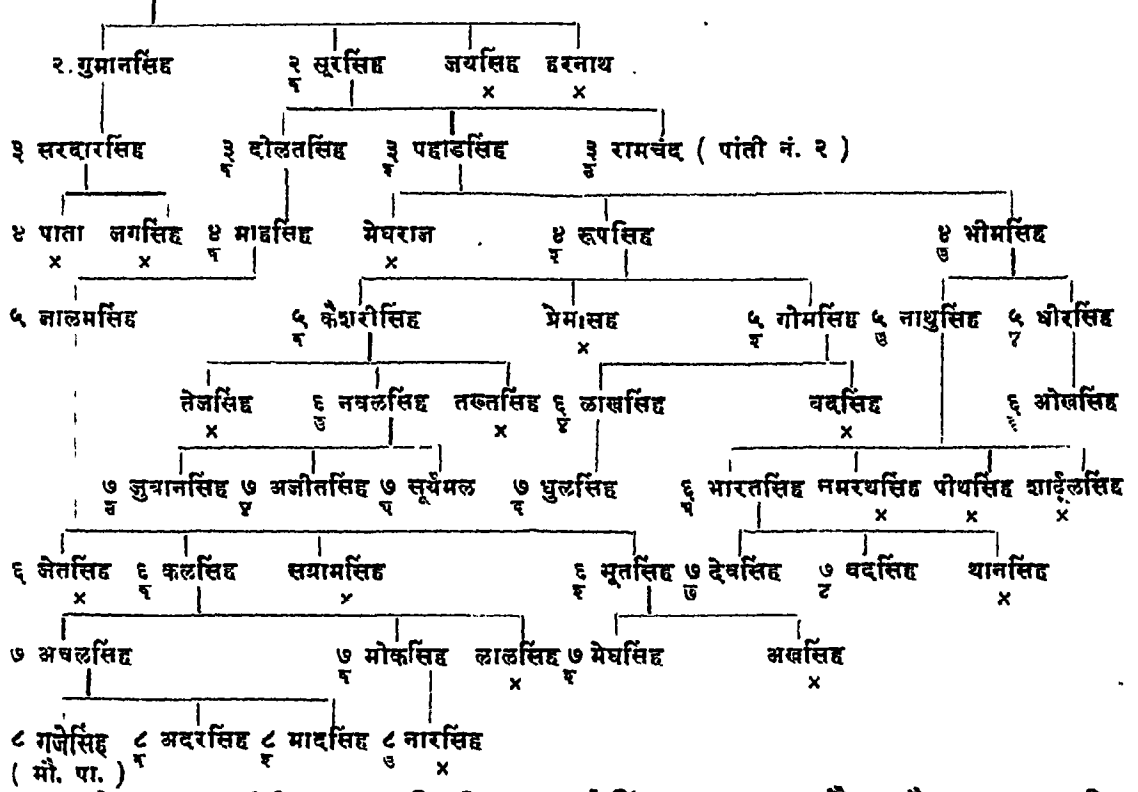 २. गुमानसिंह २ सूरसिंह जयसिंह हरनाथ
× ×
३ सरदारसिंह ३ दोलतसिंह ३ पहाडसिंह ३ रामचंद ( पांती नं. २ )
४ पाता जगसिंह ४ माहसिंह मेघराज ४ रूपसिंह ४ भीमसिंह
× × ×
५ जालमसिंह ५ केशरीसिंह ५ गोमसिंह ५ नाथुसिंह ५ धीरसिंह
×
तेजसिंह ६ नवलसिंह तख्तसिंह ६ लाखसिंह वदसिंह ६ ओखसिंह
× × ×
७ जुवानसिंह ७ अजीतसिंह ७ सूर्यमल ७ धुलसिंह ६ भारतसिंह समरथसिंह पीथसिंह शार्दूलसिंह
× × ×
६ जेतसिंह ६ कलसिंह सग्रामसिंह ६ भूतसिंह ७ देवसिंह ७ वदसिंह थानसिंह
× × ×
७ अचलसिंह ७ मोकसिंह लालसिंह ७ मेघसिंह अखसिंह
× ×
८ गजेसिंह ८ अदरसिंह ८ मादसिंह ८ नारसिंह
( मौ. पा. ) ×